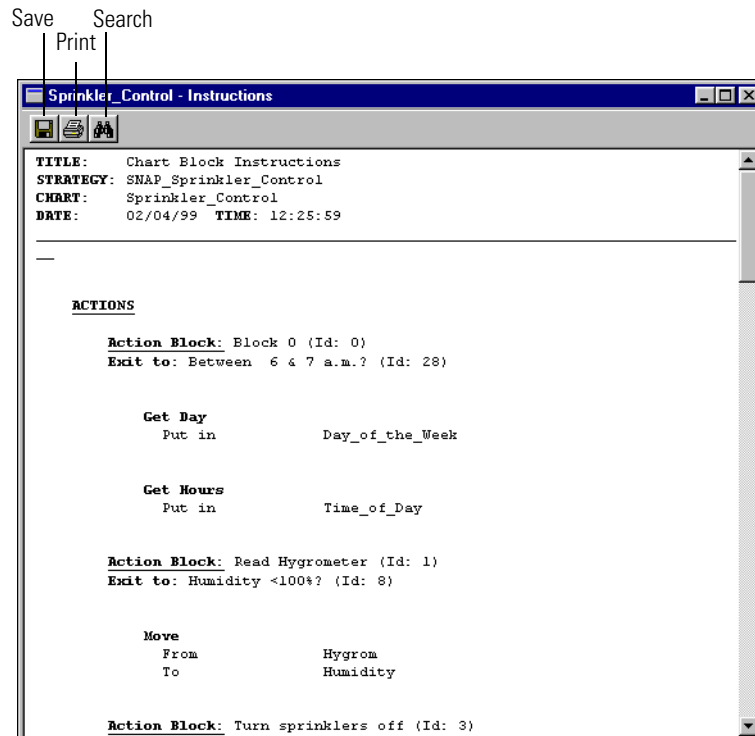 Save
Search
Print
Sprinkler_Control - Instructions
TITLE: Chart Block Instructions
STRATEGY: SNAP_Sprinkler_Control
CHART: Sprinkler_Control
DATE: 02/04/99 TIME: 12:25:59
ACTIONS
Action Block: Block 0 (Id: 0)
Exit to: Between 6 & 7 a.m.? (Id: 28)
Get Day
Put in Day_of_the_Week
Get Hours
Put in Time_of_Day
Action Block: Read Hygrometer (Id: 1)
Exit to: Humidity <100%? (Id: 8)
Move
From Hygrom
To Humidity
Action Block: Turn sprinklers off (Id: 3)